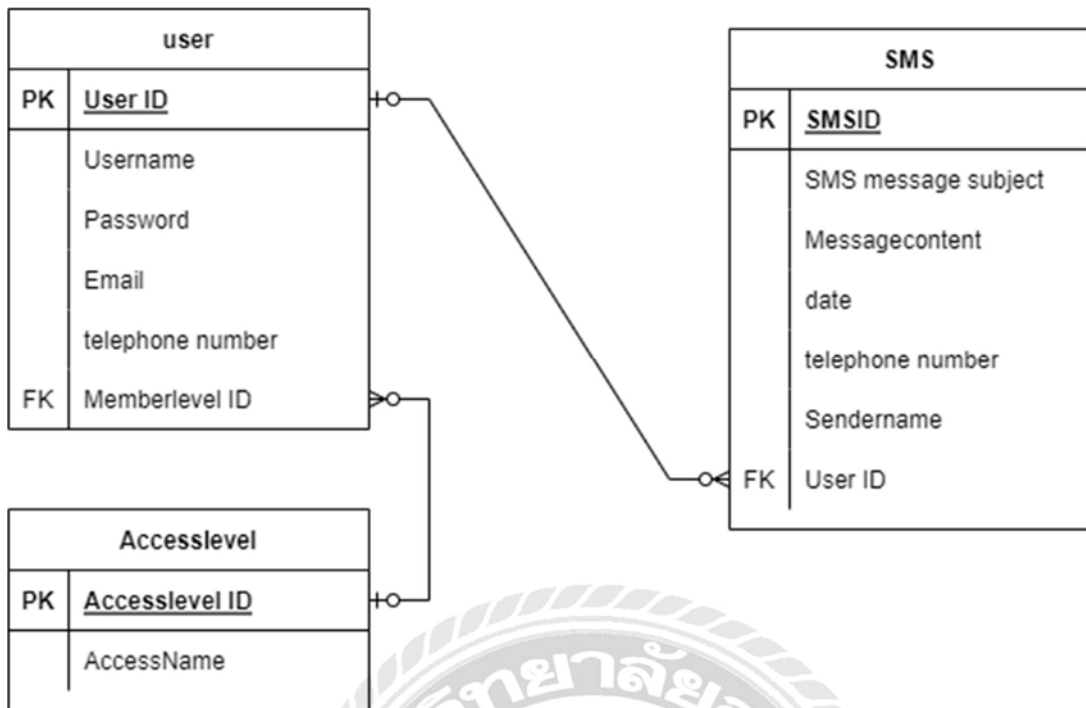 user
PK User ID
Username
Password
Email
telephone number
FK Memberlevel ID
Accesslevel
PK Accesslevel ID
AccessName
SMS
PK SMSID
SMS message subject
Messagecontent
date
telephone number
Sendername
FK User ID